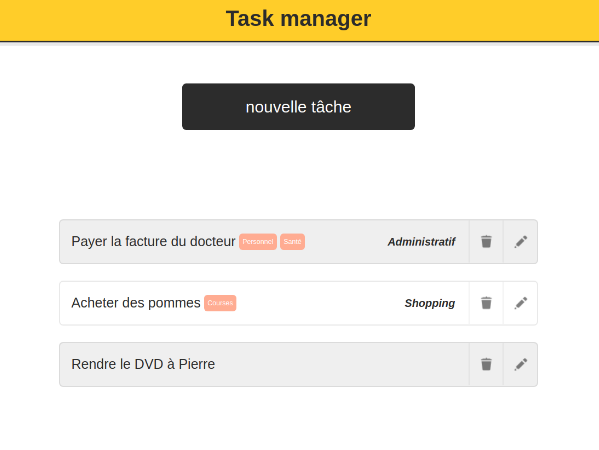 Task manager
nouvelle tâche
Payer la facture du docteur Personnel Santé Administratif
Acheter des pommes Courses Shopping
Rendre le DVD à Pierre